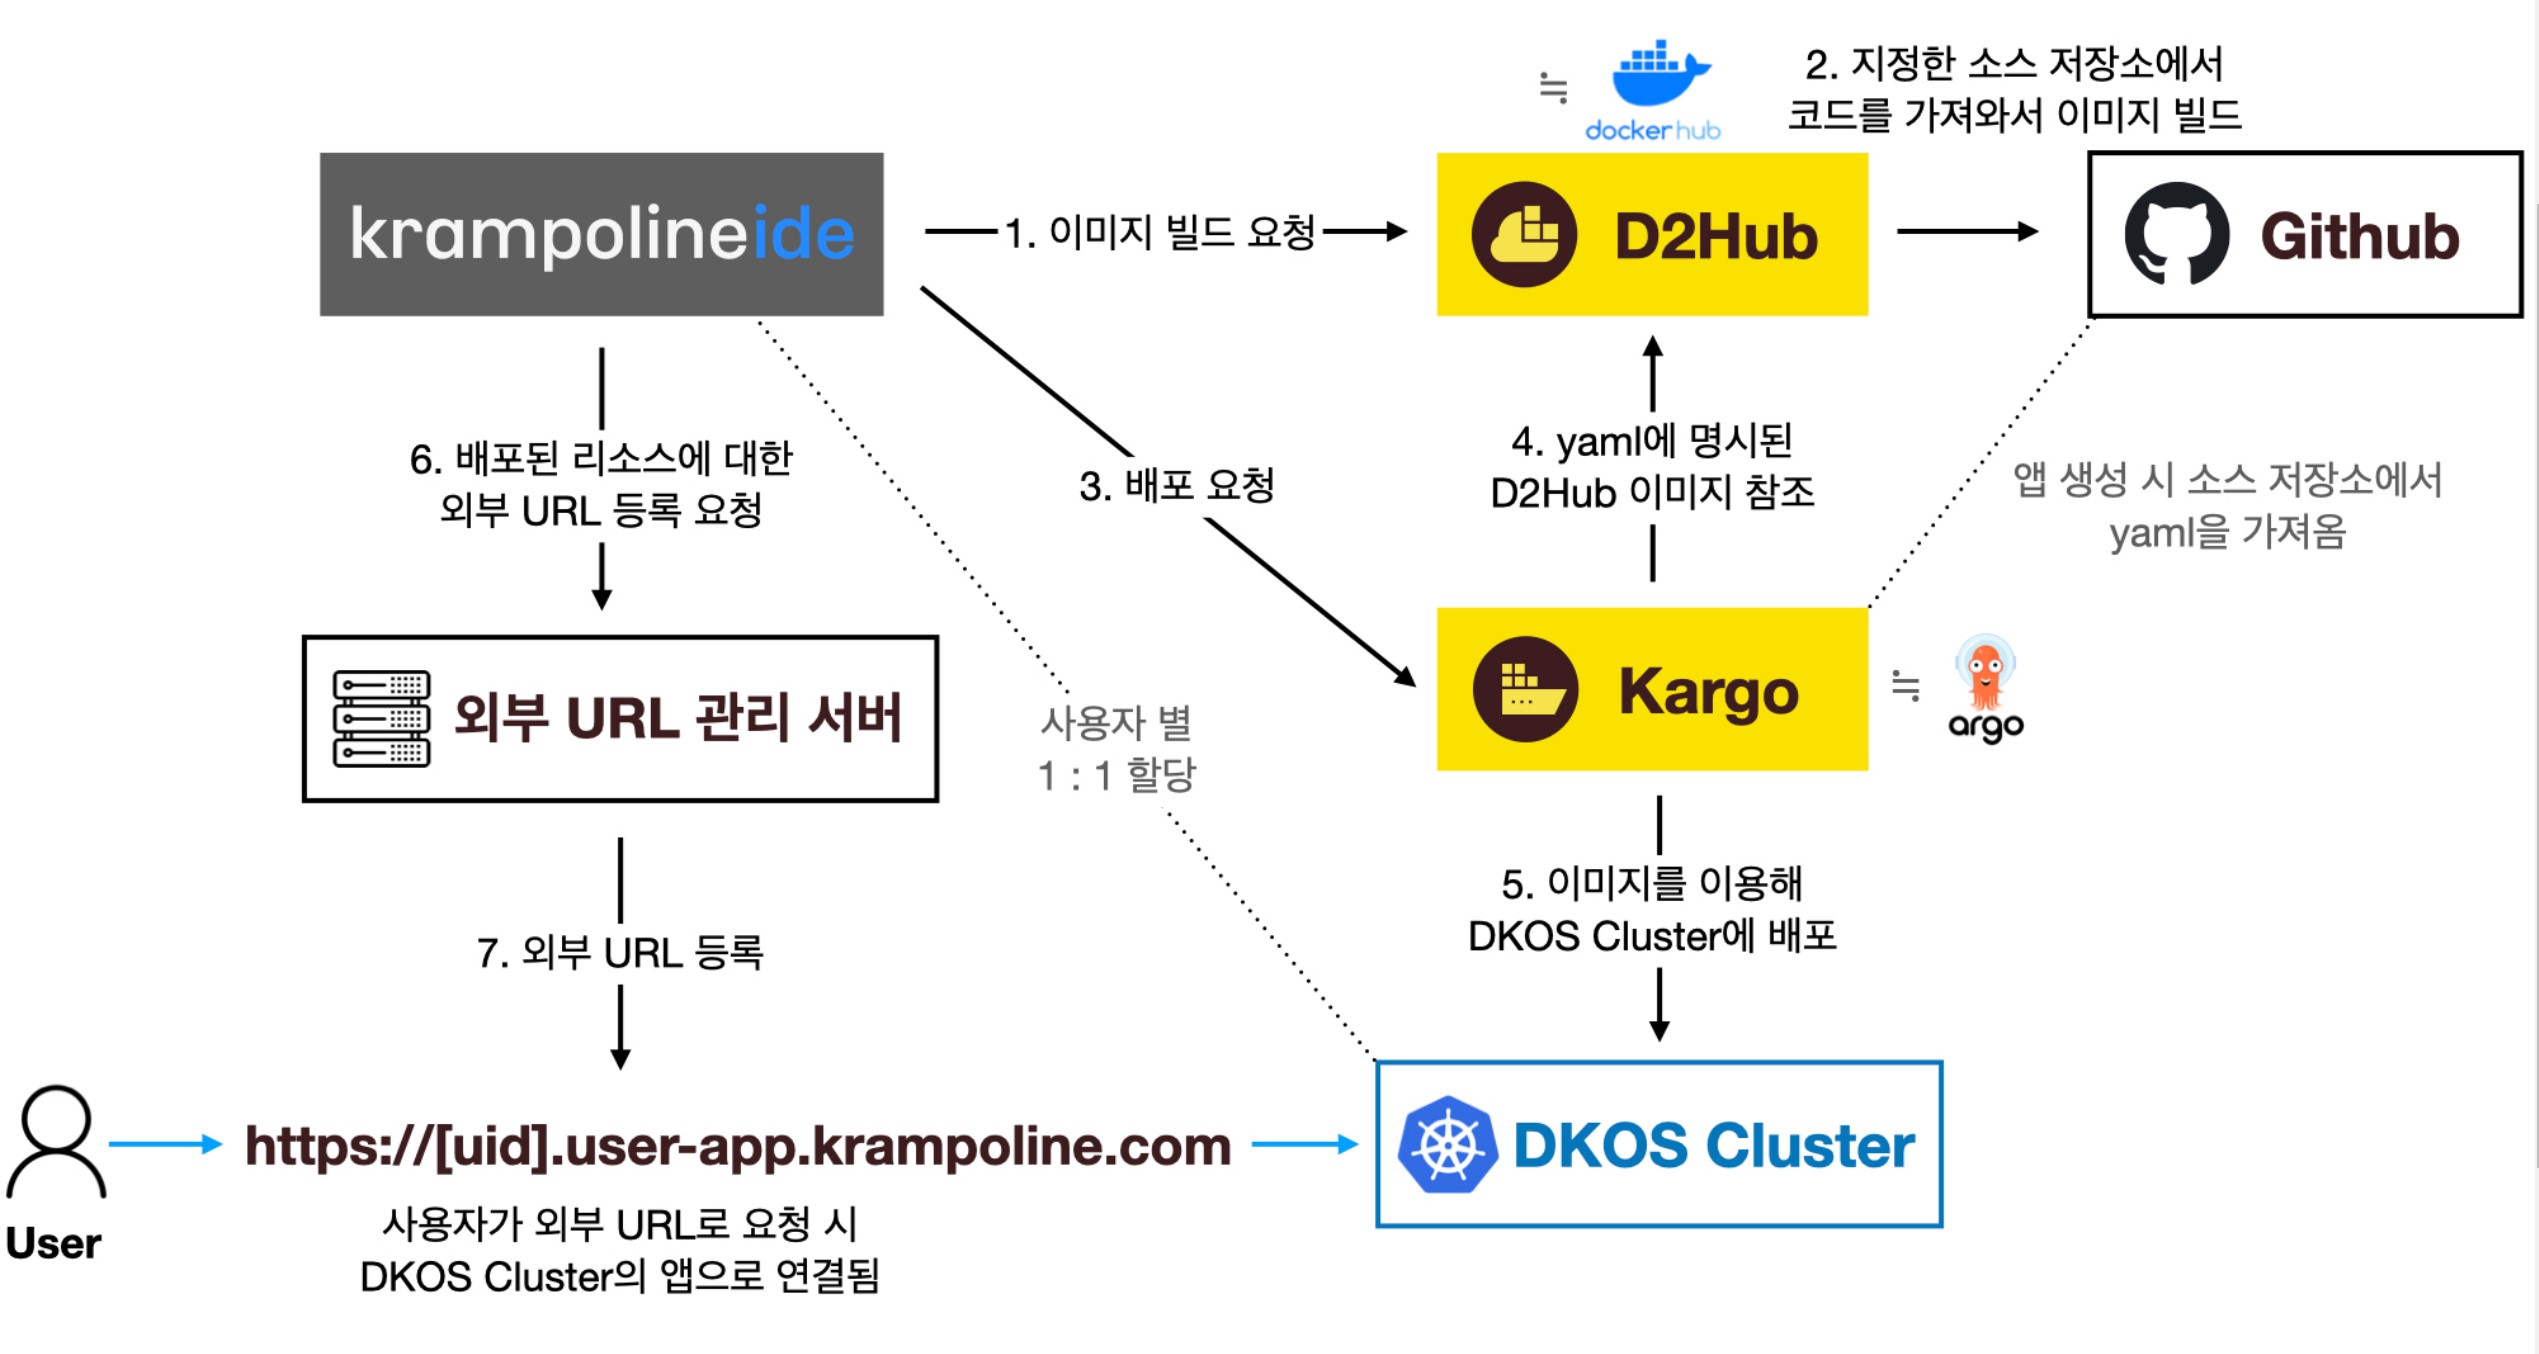 ≒
dockerhub
2. 지정한 소스 저장소에서
코드를 가져와서 이미지 빌드
krampolineide
1. 이미지 빌드 요청
D2Hub
Github
6. 배포된 리소스에 대한
외부 URL 등록 요청
3. 배포 요청
4. yaml에 명시된
D2Hub 이미지 참조
앱 생성 시 소스 저장소에서
yaml을 가져옴
외부 URL 관리 서버
사용자 별
1 : 1 할당
Kargo
≒
argo
7. 외부 URL 등록
5. 이미지를 이용해
DKOS Cluster에 배포
User
https://[uid].user-app.krampoline.com
사용자가 외부 URL로 요청 시
DKOS Cluster의 앱으로 연결됨
DKOS Cluster